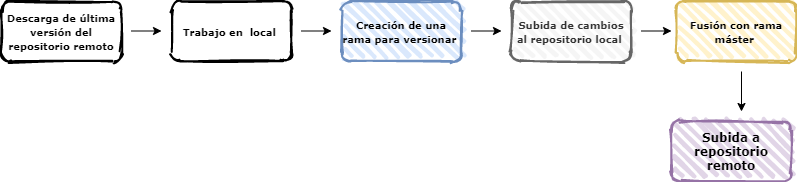 Descarga de última
versión del
repositorio remoto
Trabajo en local
Creación de una
rama para versionar
Subida de cambios
al repositorio local
Fusión con rama
máster
Subida a
repositorio
remoto